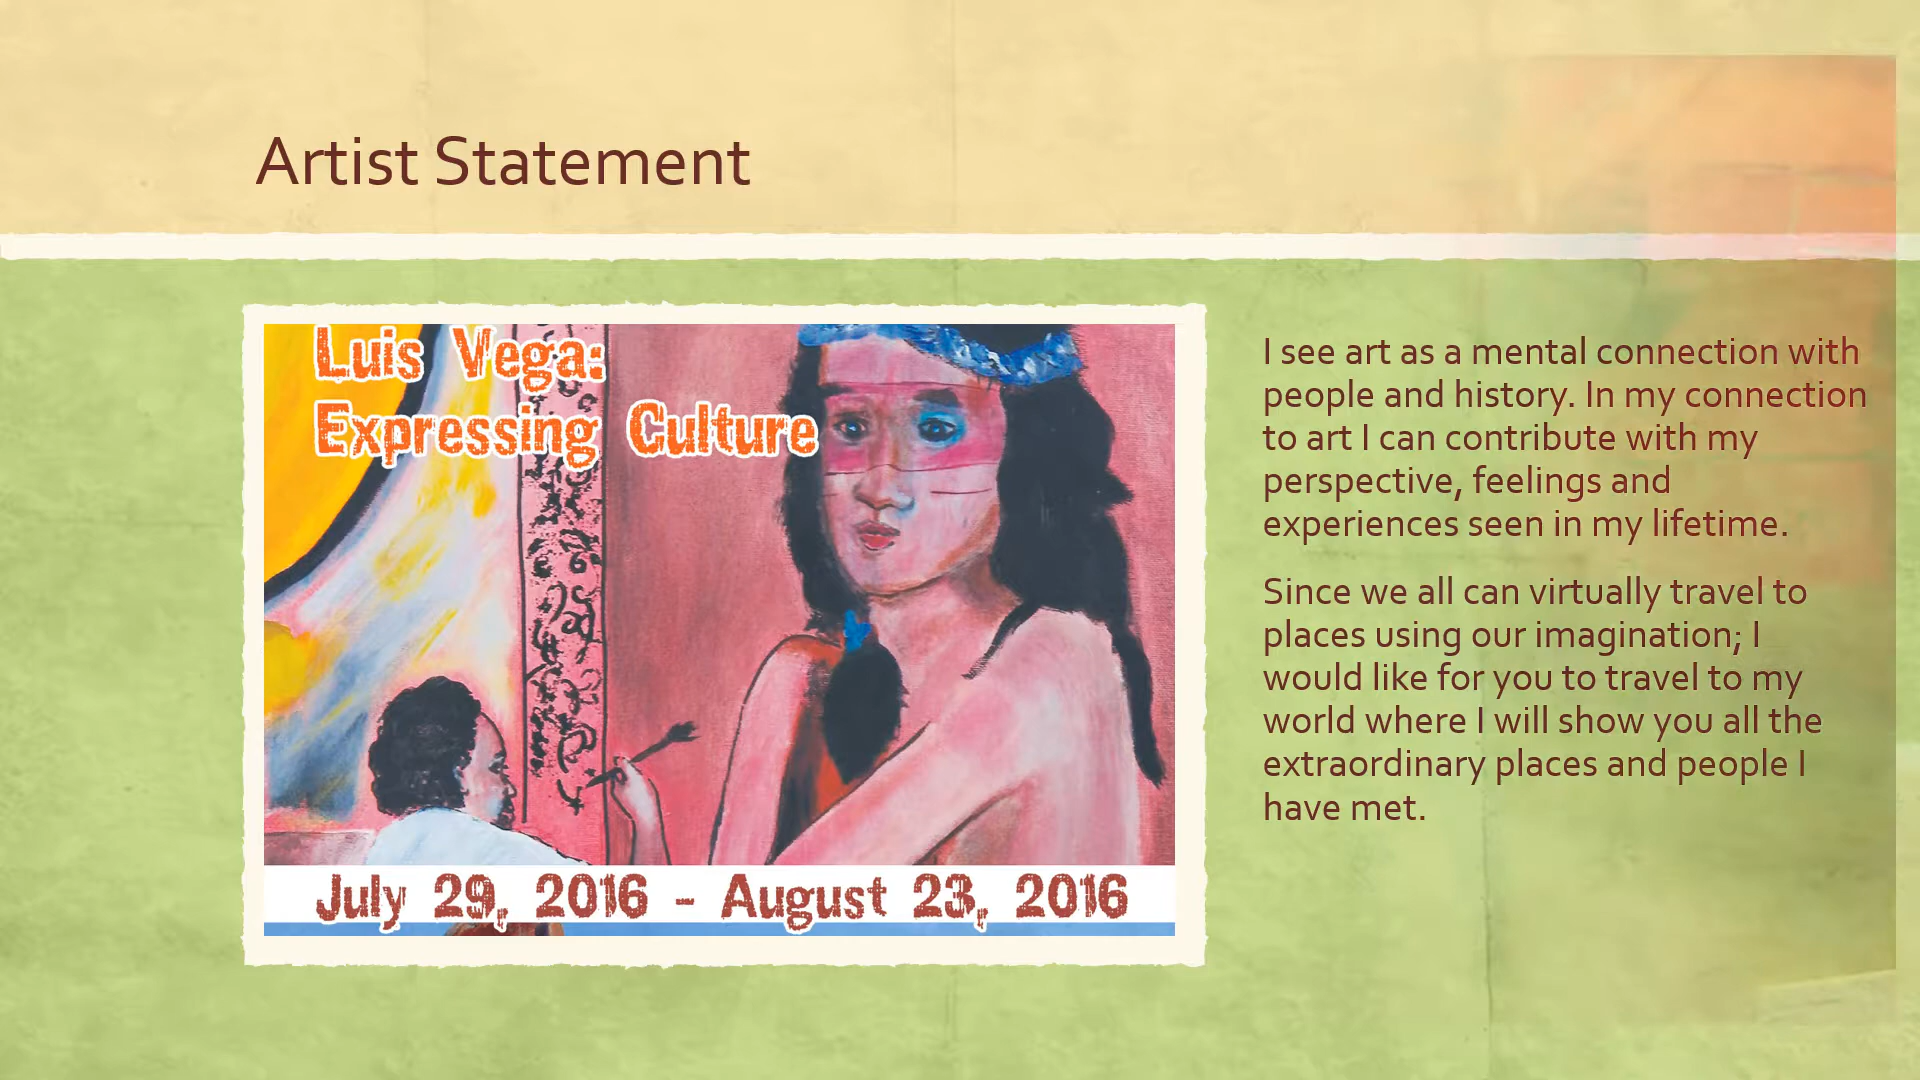 Artist Statement
Luis Vega:
Expressing Culture
July 29, 2016 - August 23, 2016
I see art as a mental connection with
people and history. In my connection
to art I can contribute with my
perspective, feelings and
experiences seen in my lifetime.
Since we all can virtually travel to
places using our imagination; I
would like for you to travel to my
world where I will show you all the
extraordinary places and people I
have met.